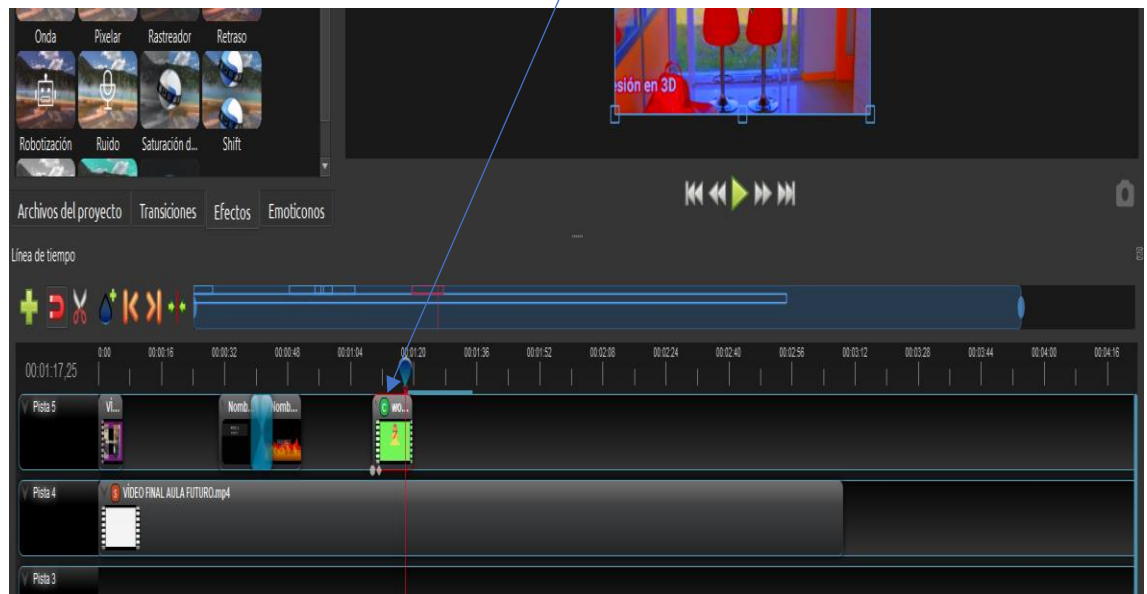 Onda Pixelar Rastreador Retraso
esión en 3D
Robotización Ruido Saturación d... Shift
Archivos del proyecto Transiciones Efectos Emoticonos
Línea de tiempo
0:00 00:00:16 00:00:32 00:00:48 00:01:04 00:01:20 00:01:36 00:01:52 00:02:08 00:02:24 00:02:40 00:02:56 00:03:12 00:03:28 00:03:44 00:04:00 00:04:16
00:01:17,25
Pista 5 Ví... Nomb... Nomb... C wo...
Pista 4 S VÍDEO FINAL AULA FUTURO.mp4
Pista 3